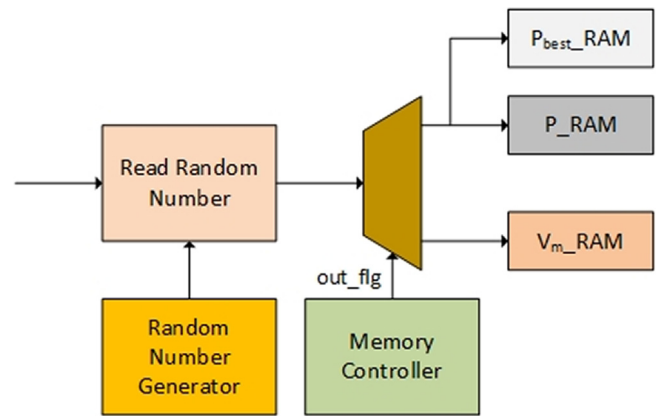 Pbest_RAM
P_RAM
Read Random
Number
Vm_RAM
out_flg
Random
Number
Generator
Memory
Controller